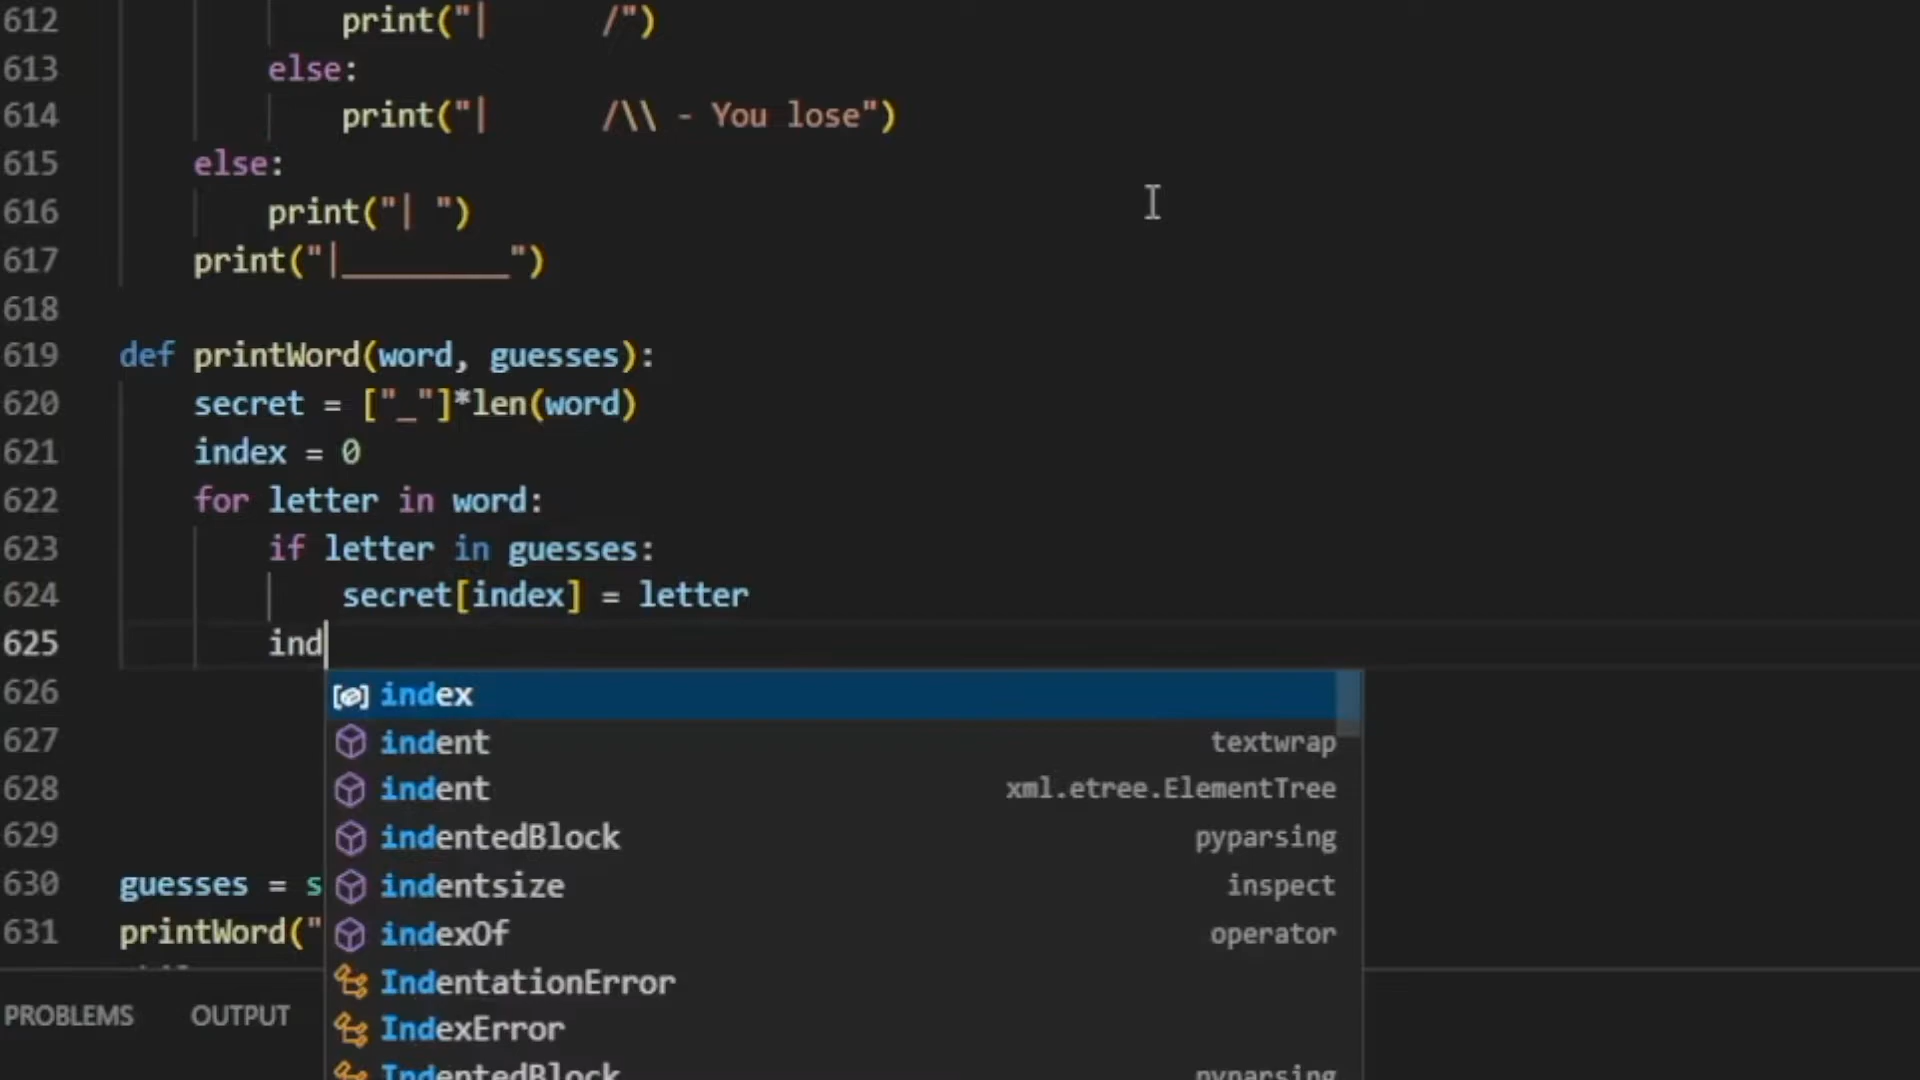 612 print("|      /")
613 else:
614 print("|      /\\ - You lose")
615 else:
616 print("| ")
617 print("|_________")
618
619 def printWord(word, guesses):
620 secret = ["_"]*len(word)
621 index = 0
622 for letter in word:
623 if letter in guesses:
624 secret[index] = letter
625 ind
626 index
627 indent textwrap
628 indent xml.etree.ElementTree
629 indentedBlock pyparsing
630 guesses = s indentsize inspect
631 printWord(" indexOf operator
IndentationError
PROBLEMS OUTPUT IndexError
IndentedBlock pyparsing